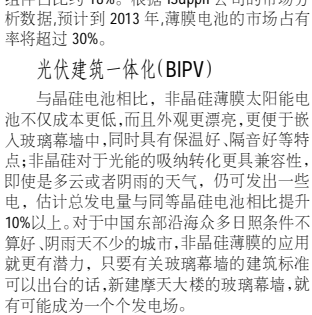 组件占比约 18%。根据 iSuppli 公司的市场分
析数据,预计到 2013 年,薄膜电池的市场占有
率将超过 30%。
光伏建筑一体化(BIPV)
与晶硅电池相比，非晶硅薄膜太阳能电
池不仅成本更低,而且外观更漂亮,更便于嵌
入玻璃幕墙中,同时具有保温好、隔音好等特
点;非晶硅对于光能的吸纳转化更具兼容性,
即使是多云或者阴雨的天气，仍可发出一些
电，估计总发电量与同等晶硅电池相比提升
10%以上。对于中国东部沿海众多日照条件不
算好、阴雨天不少的城市,非晶硅薄膜的应用
就更有潜力，只要有关玻璃幕墙的建筑标准
可以出台的话,新建摩天大楼的玻璃幕墙,就
有可能成为一个个发电场。